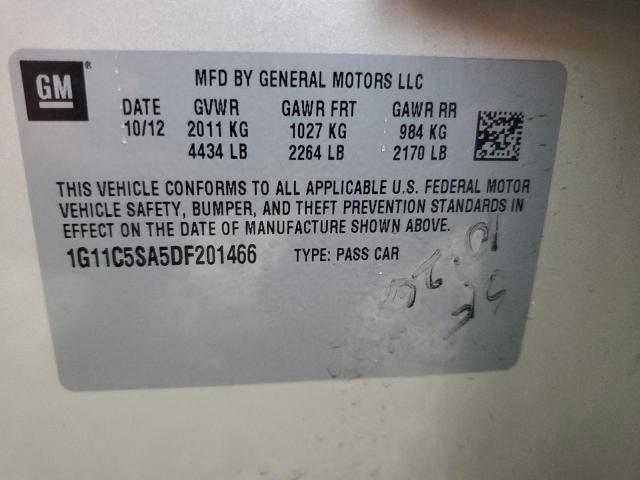 GM®
MFD BY GENERAL MOTORS LLC
DATE GVWR GAWR FRT GAWR RR
10/12 2011 KG 1027 KG 984 KG
4434 LB 2264 LB 2170 LB
THIS VEHICLE CONFORMS TO ALL APPLICABLE U.S. FEDERAL MOTOR
VEHICLE SAFETY, BUMPER, AND THEFT PREVENTION STANDARDS IN
EFFECT ON THE DATE OF MANUFACTURE SHOWN ABOVE.
1G11C5SA5DF201466 TYPE: PASS CAR